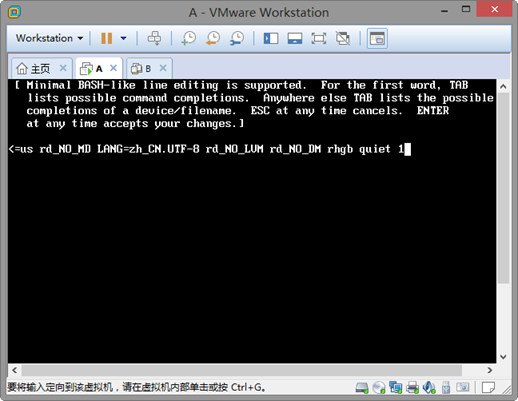 A - VMware Workstation
Workstation
主页 A B
[ Minimal BASH-like line editing is supported. For the first word, TAB
lists possible command completions. Anywhere else TAB lists the possible
completions of a device/filename. ESC at any time cancels. ENTER
at any time accepts your changes.]
<=us rd_NO_MD LANG=zh_CN.UTF-8 rd_NO_LVM rd_NO_DM rhgb quiet 1
要将输入定向到该虚拟机，请在虚拟机内部单击或按 Ctrl+G。